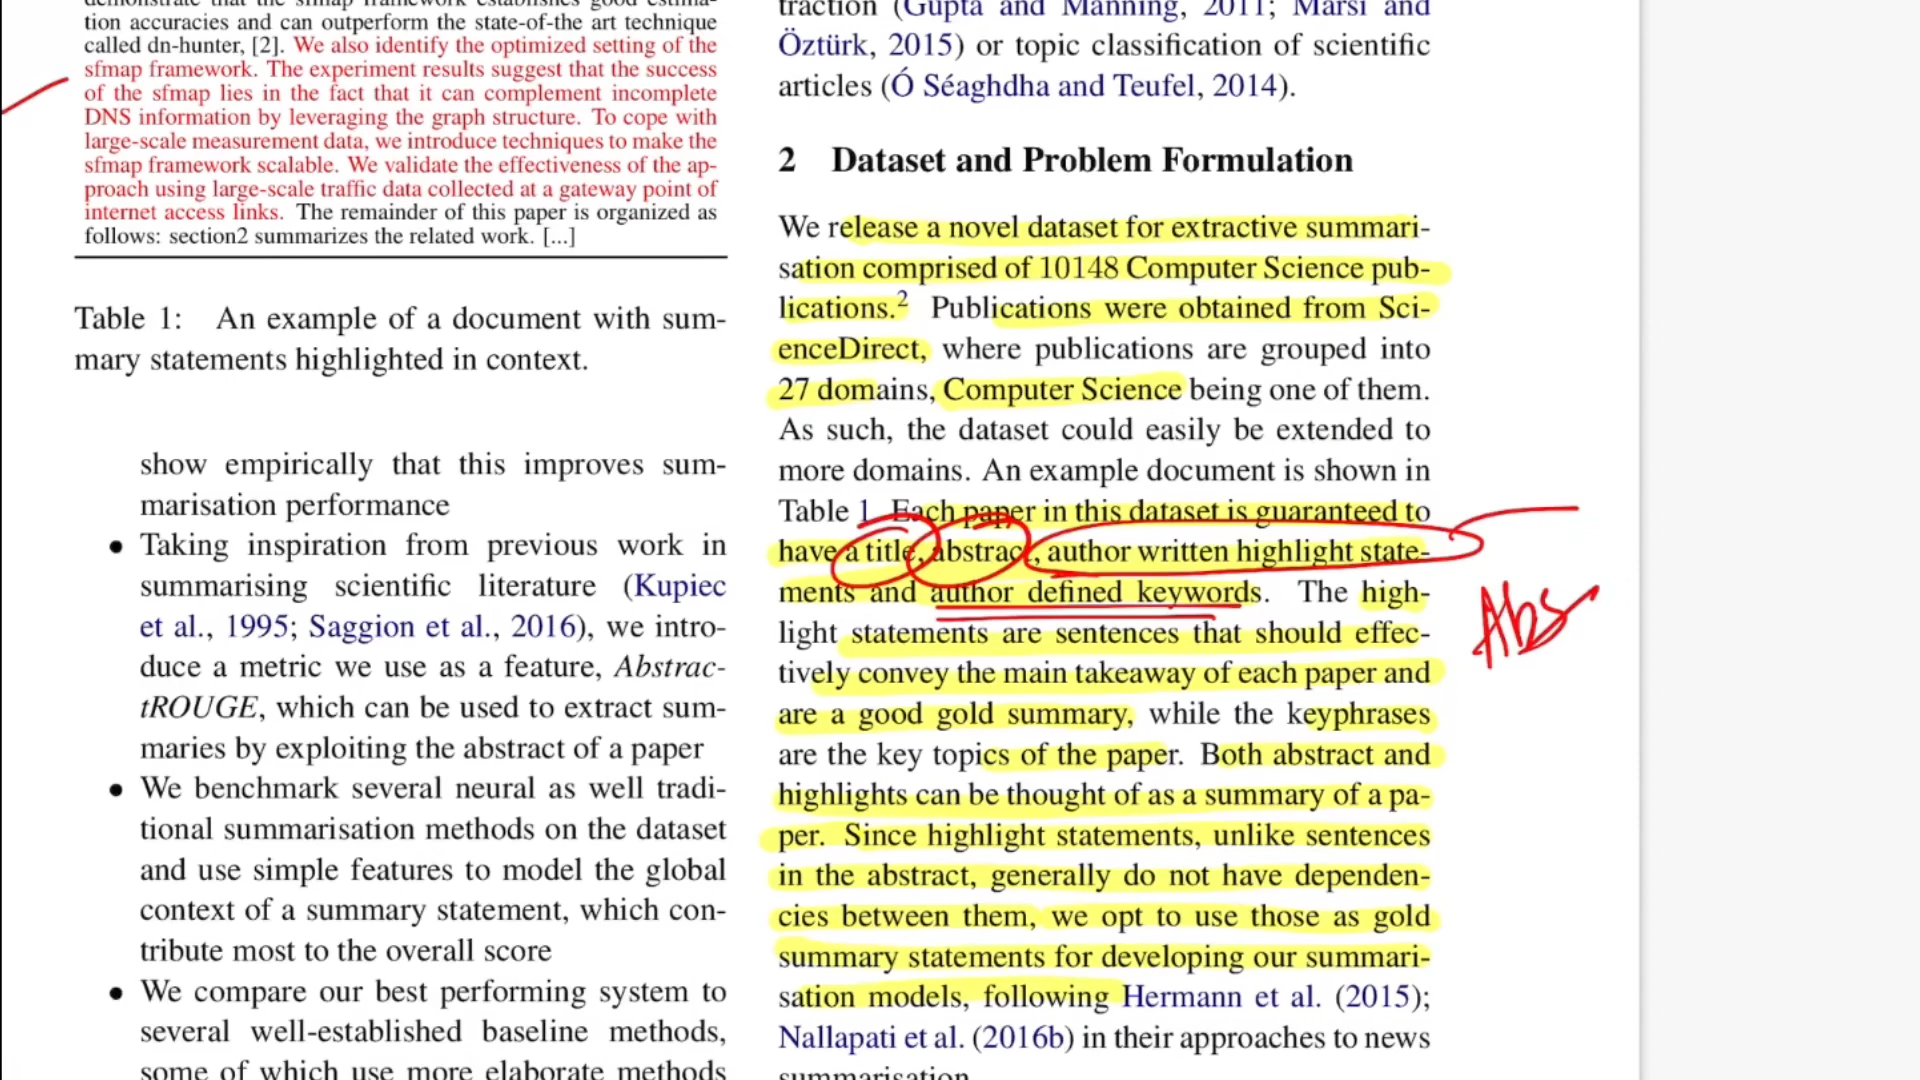 demonstrate that the sfmap framework establishes good estima-
tion accuracies and can outperform the state-of-the art technique
called dn-hunter, [2]. We also identify the optimized setting of the
sfmap framework. The experiment results suggest that the success
of the sfmap lies in the fact that it can complement incomplete
DNS information by leveraging the graph structure. To cope with
large-scale measurement data, we introduce techniques to make the
sfmap framework scalable. We validate the effectiveness of the ap-
proach using large-scale traffic data collected at a gateway point of
internet access links. The remainder of this paper is organized as
follows: section2 summarizes the related work. [...]
Table 1: An example of a document with sum-
mary statements highlighted in context.
show empirically that this improves sum-
marisation performance
• Taking inspiration from previous work in
summarising scientific literature (Kupiec
et al., 1995; Saggion et al., 2016), we intro-
duce a metric we use as a feature, Abstrac-
tROUGE, which can be used to extract sum-
maries by exploiting the abstract of a paper
• We benchmark several neural as well tradi-
tional summarisation methods on the dataset
and use simple features to model the global
context of a summary statement, which con-
tribute most to the overall score
• We compare our best performing system to
several well-established baseline methods,
some of which use more elaborate methods
traction (Gupta and Manning, 2011; Marsi and
Öztürk, 2015) or topic classification of scientific
articles (Ó Séaghdha and Teufel, 2014).
2 Dataset and Problem Formulation
We release a novel dataset for extractive summari-
sation comprised of 10148 Computer Science pub-
lications.2 Publications were obtained from Sci-
enceDirect, where publications are grouped into
27 domains, Computer Science being one of them.
As such, the dataset could easily be extended to
more domains. An example document is shown in
Table 1. Each paper in this dataset is guaranteed to
have a title, abstract, author written highlight state-
ments and author defined keywords. The high-
light statements are sentences that should effec-
tively convey the main takeaway of each paper and
are a good gold summary, while the keyphrases
are the key topics of the paper. Both abstract and
highlights can be thought of as a summary of a pa-
per. Since highlight statements, unlike sentences
in the abstract, generally do not have dependen-
cies between them, we opt to use those as gold
summary statements for developing our summari-
sation models, following Hermann et al. (2015);
Nallapati et al. (2016b) in their approaches to news
summarisation.
Abs